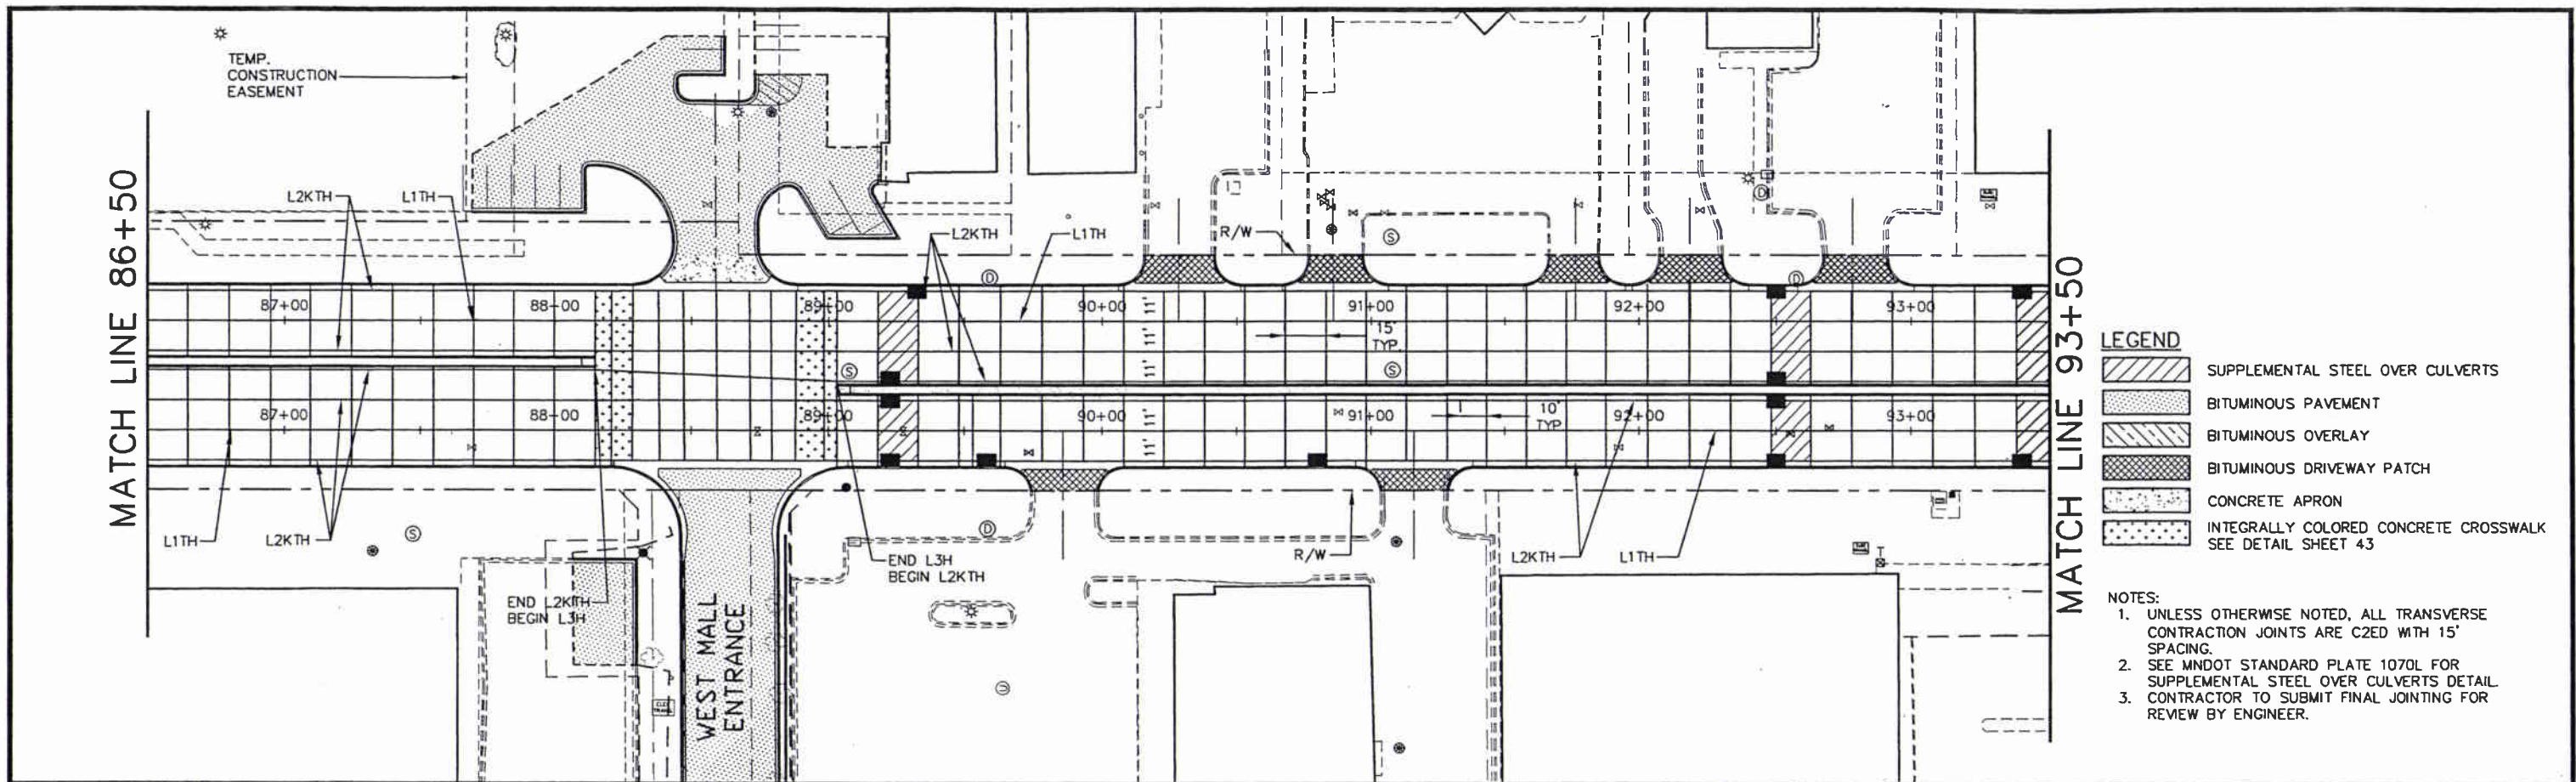 TEMP.
CONSTRUCTION
EASEMENT
MATCH LINE 86+50
L2KTH
L1TH
L2KTH
L1TH
R/W
87+00
88+00
89+00
90+00
91+00
92+00
93+00
11'
11'
11'
15'
TYP.
87+00
88+00
89+00
90+00
91+00
92+00
93+00
11'
11'
10'
TYP
L1TH
L2KTH
END L2KTH
BEGIN L3H
WEST MALL
ENTRANCE
END L3H
BEGIN L2KTH
R/W
L2KTH
L1TH
S
S
S
S
D
D
D
D
T
MATCH LINE 93+50
LEGEND
SUPPLEMENTAL STEEL OVER CULVERTS
BITUMINOUS PAVEMENT
BITUMINOUS OVERLAY
BITUMINOUS DRIVEWAY PATCH
CONCRETE APRON
INTEGRALLY COLORED CONCRETE CROSSWALK
SEE DETAIL SHEET 43
NOTES:
1. UNLESS OTHERWISE NOTED, ALL TRANSVERSE
CONTRACTION JOINTS ARE C2ED WITH 15'
SPACING.
2. SEE MNDOT STANDARD PLATE 1070L FOR
SUPPLEMENTAL STEEL OVER CULVERTS DETAIL.
3. CONTRACTOR TO SUBMIT FINAL JOINTING FOR
REVIEW BY ENGINEER.